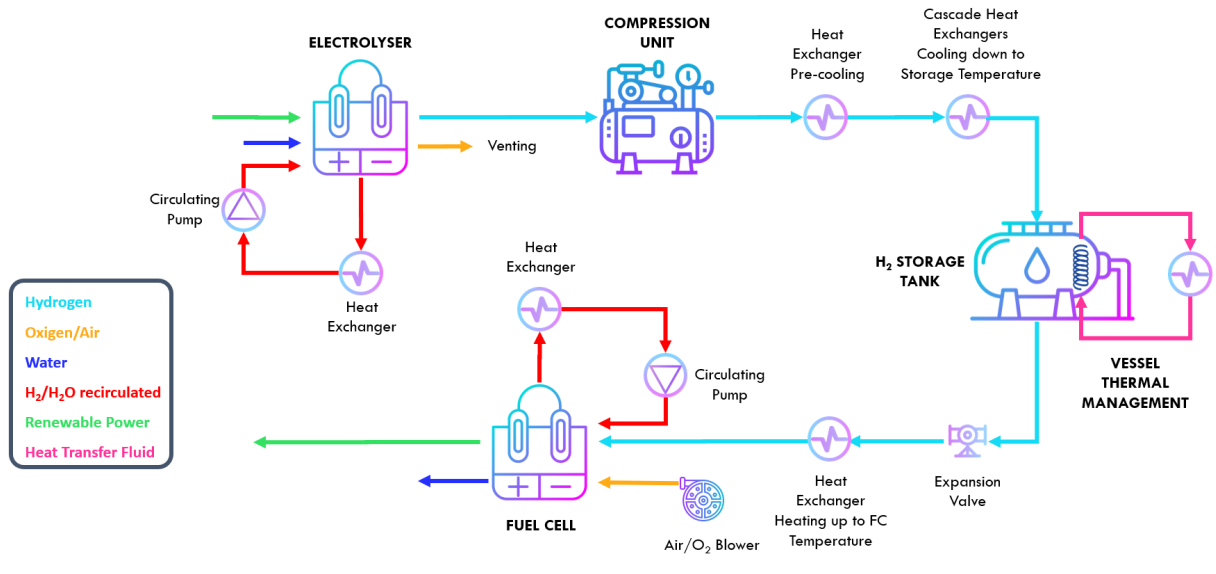 ELECTROLYSER
COMPRESSION
UNIT
Heat
Exchanger
Pre-cooling
Cascade Heat
Exchangers
Cooling down to
Storage Temperature
Venting
Circulating
Pump
Heat
Exchanger
Heat
Exchanger
H₂ STORAGE
TANK
VESSEL
THERMAL
MANAGEMENT
Hydrogen
Oxigen/Air
Water
H₂/H₂O recirculated
Renewable Power
Heat Transfer Fluid
Circulating
Pump
FUEL CELL
Air/O₂ Blower
Heat
Exchanger
Heating up to FC
Temperature
Expansion
Valve